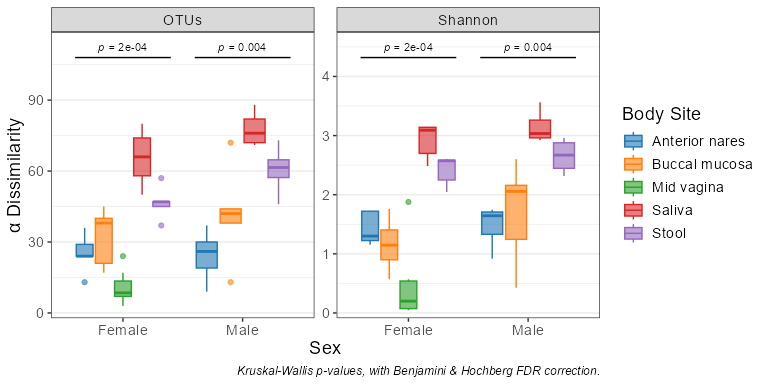 OTUs
Shannon
p = 2e-04
p = 0.004
p = 2e-04
p = 0.004
α Dissimilarity
90
60
30
0
4
3
2
1
0
Female
Male
Female
Male
Sex
Body Site
Anterior nares
Buccal mucosa
Mid vagina
Saliva
Stool
Kruskal-Wallis p-values, with Benjamini & Hochberg FDR correction.